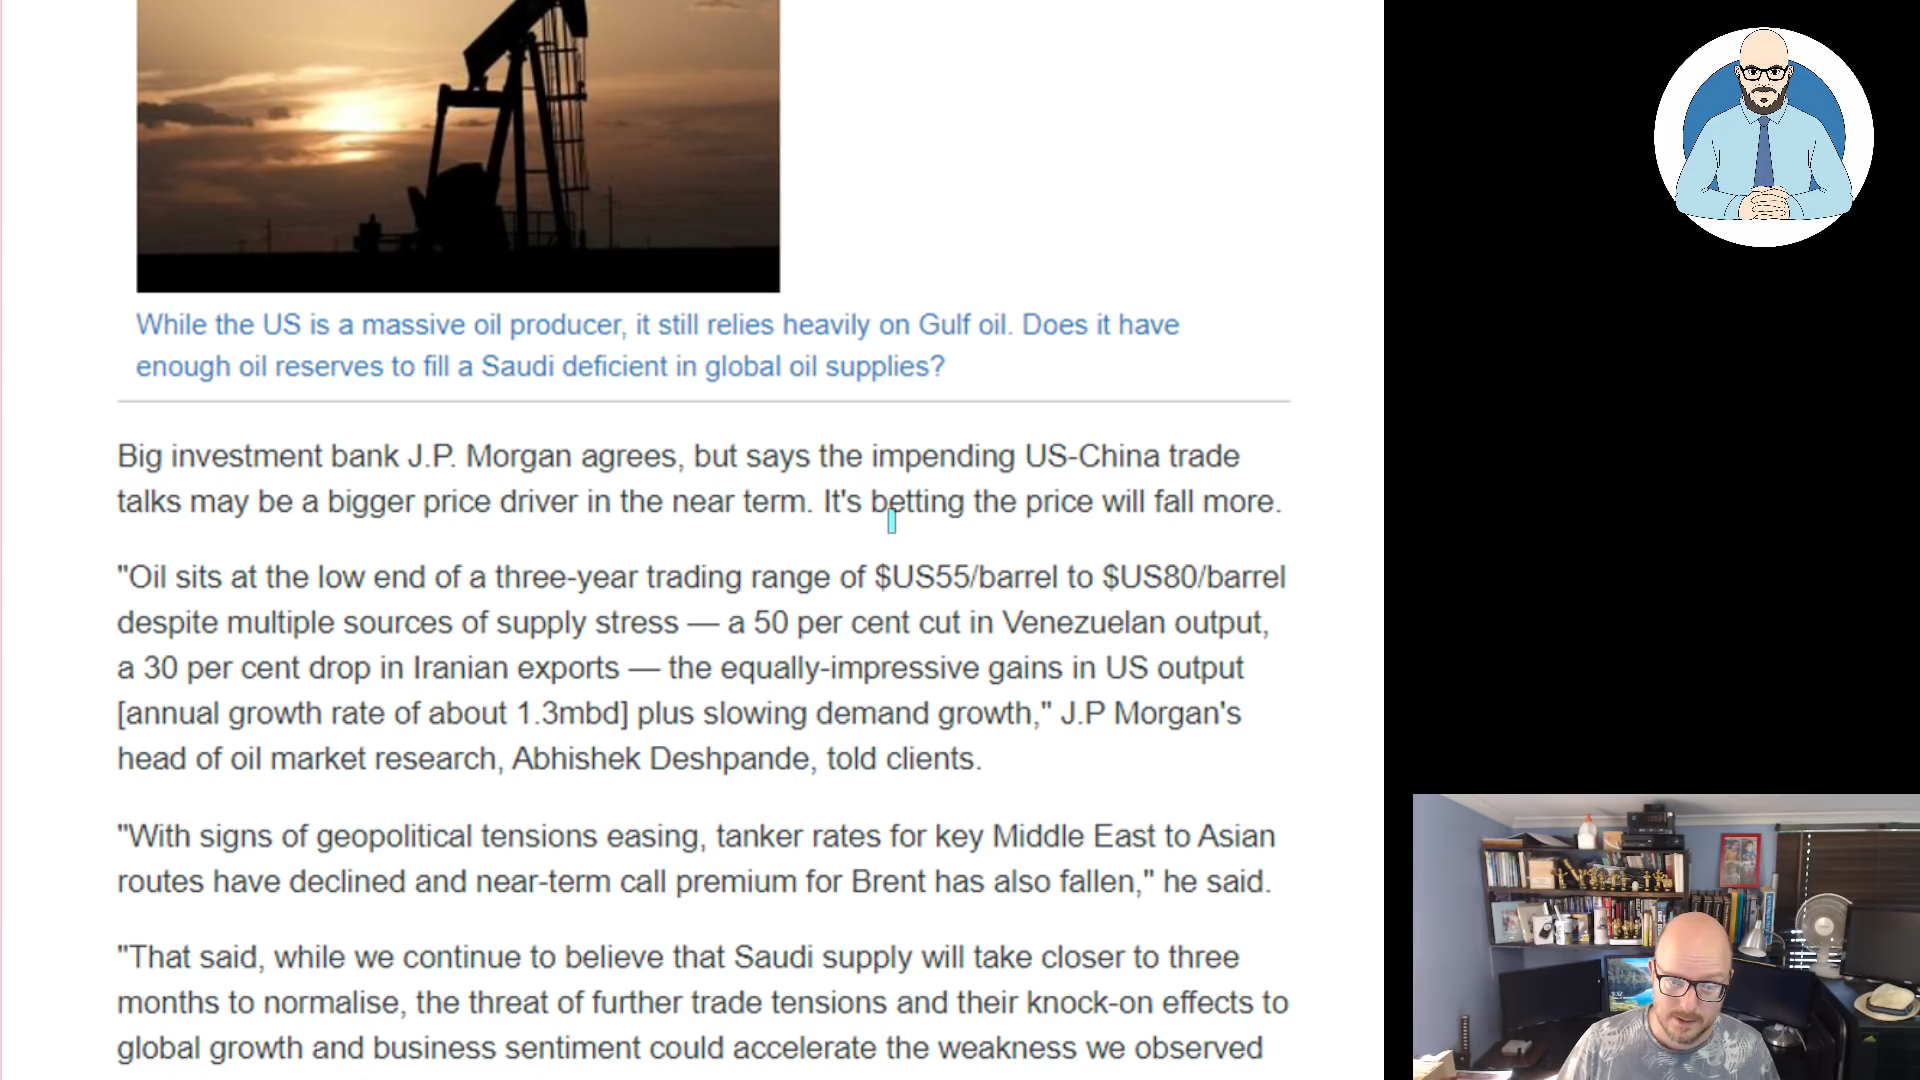 While the US is a massive oil producer, it still relies heavily on Gulf oil. Does it have
enough oil reserves to fill a Saudi deficient in global oil supplies?
Big investment bank J.P. Morgan agrees, but says the impending US-China trade
talks may be a bigger price driver in the near term. It's betting the price will fall more.
"Oil sits at the low end of a three-year trading range of $US55/barrel to $US80/barrel
despite multiple sources of supply stress — a 50 per cent cut in Venezuelan output,
a 30 per cent drop in Iranian exports — the equally-impressive gains in US output
[annual growth rate of about 1.3mbd] plus slowing demand growth," J.P Morgan's
head of oil market research, Abhishek Deshpande, told clients.
"With signs of geopolitical tensions easing, tanker rates for key Middle East to Asian
routes have declined and near-term call premium for Brent has also fallen," he said.
"That said, while we continue to believe that Saudi supply will take closer to three
months to normalise, the threat of further trade tensions and their knock-on effects to
global growth and business sentiment could accelerate the weakness we observed